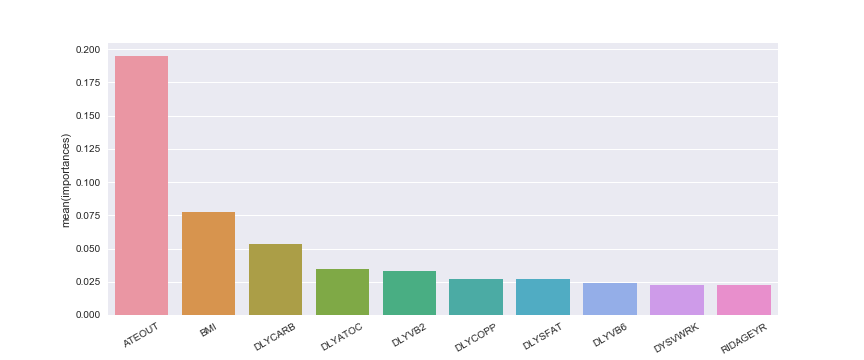 0.200
0.175
0.150
0.125
0.100
0.075
0.050
0.025
0.000
mean(importances)
ATEOUT
BMI
DLYCARB
DLYATOC
DLYVB2
DLYCOPP
DLYSFAT
DLYVB6
DYSVWRK
RIDAGEYR